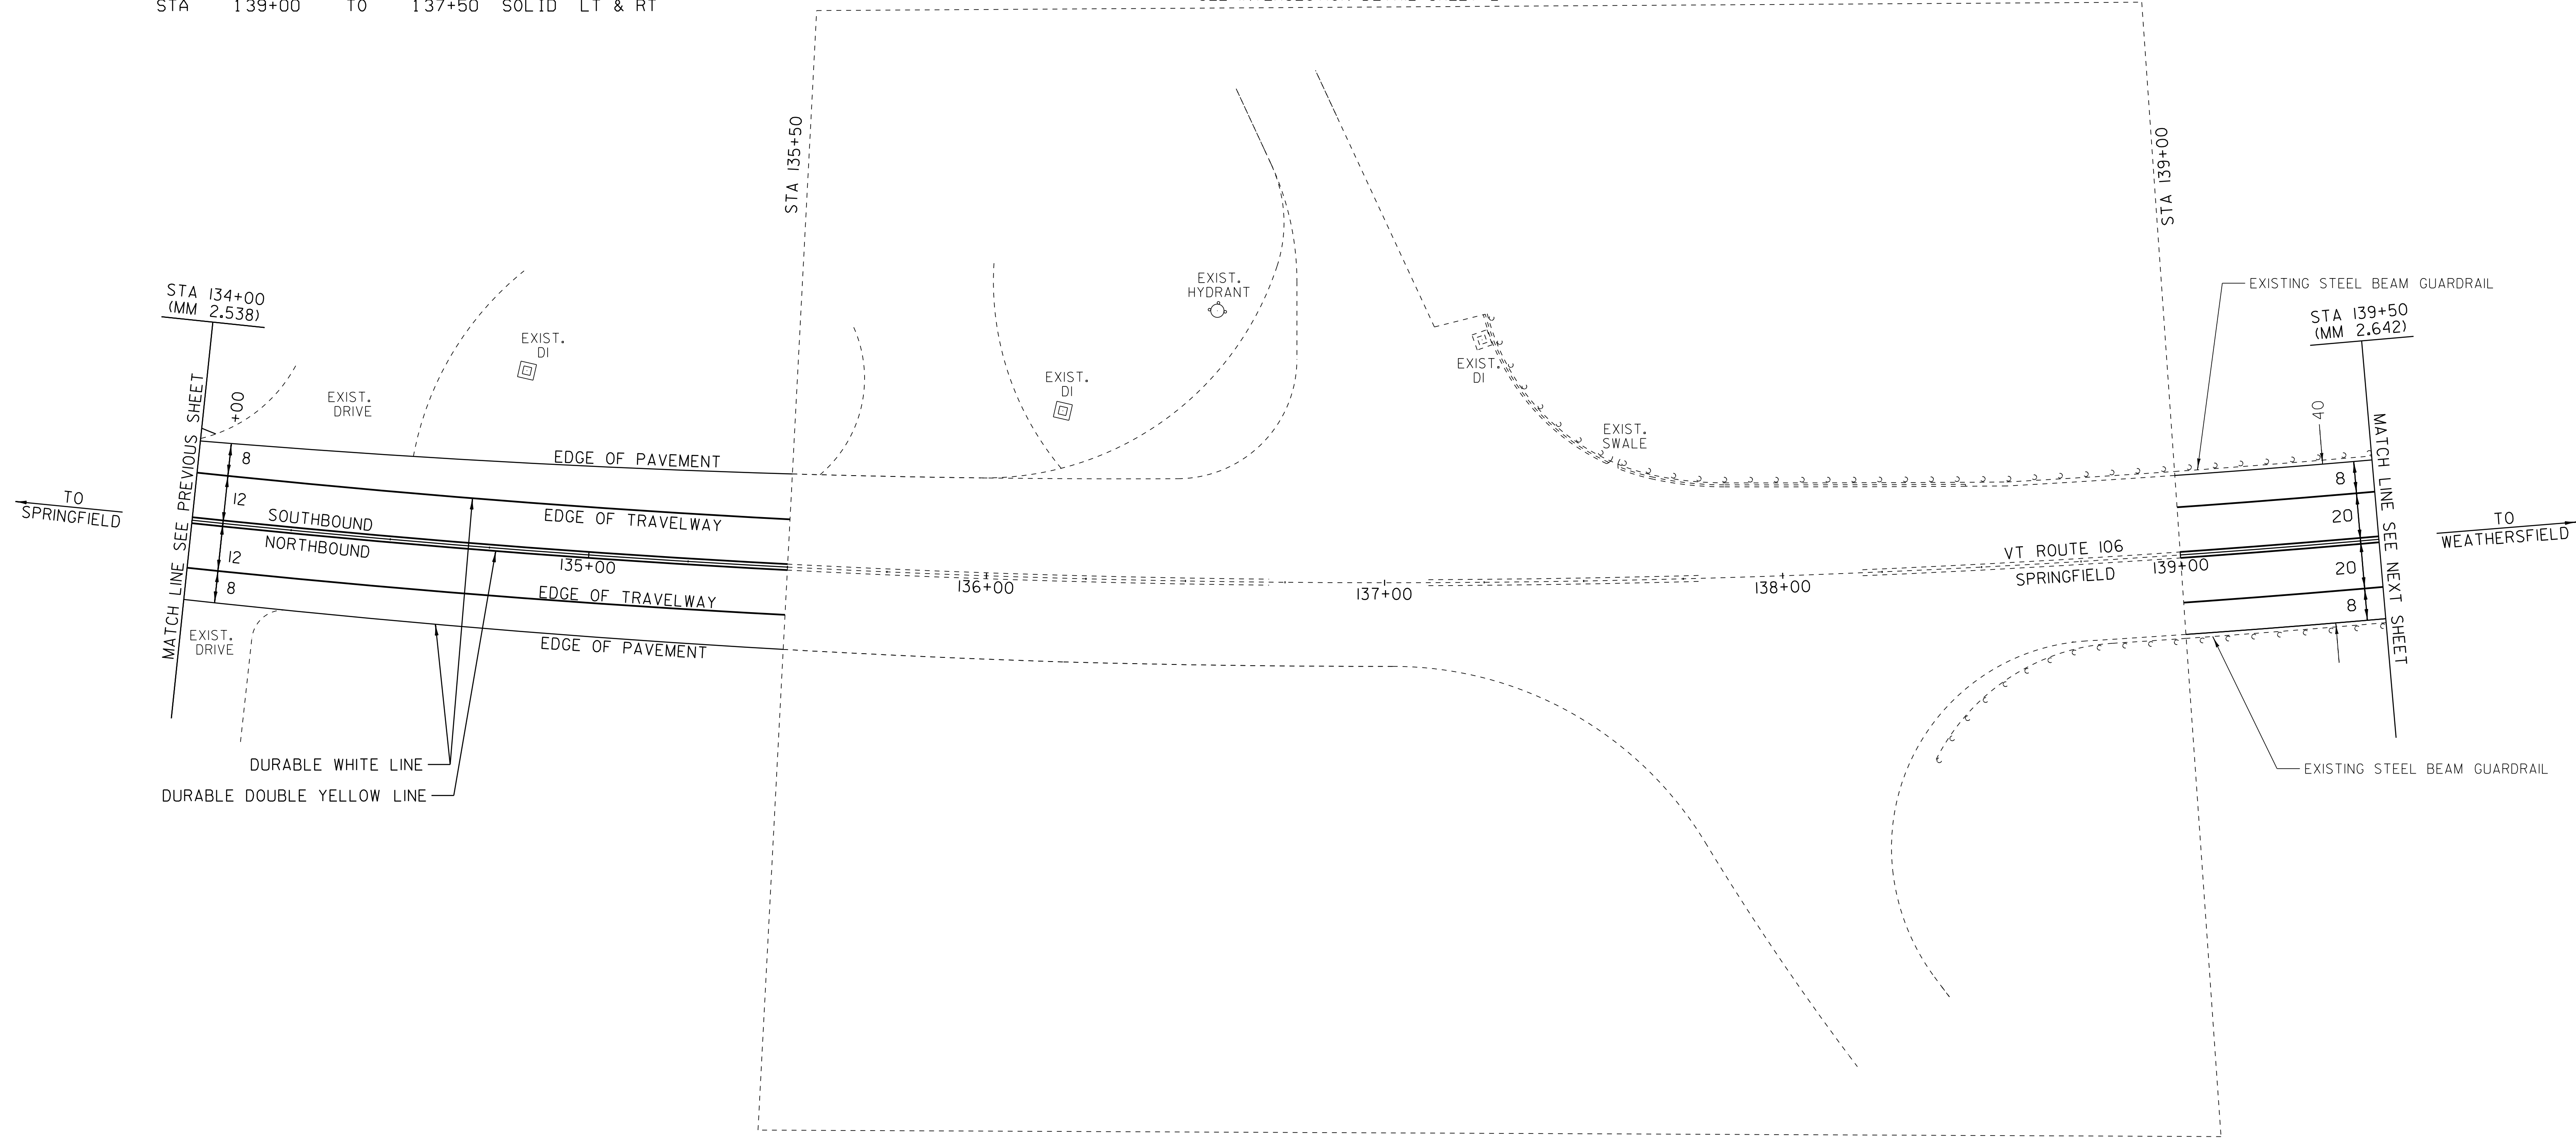 STA 139+00 TO 137+50 SOLID LT & RT
STA 135+50
STA 139+00
STA 134+00
(MM 2.538)
EXIST.
HYDRANT
EXISTING STEEL BEAM GUARDRAIL
STA 139+50
(MM 2.642)
EXIST.
DI
EXIST.
DI
EXIST.
DI
EXIST.
DRIVE
+00
EXIST.
SWALE
40
MATCH LINE SEE PREVIOUS SHEET
MATCH LINE SEE NEXT SHEET
8
12
12
8
EDGE OF PAVEMENT
EDGE OF TRAVELWAY
SOUTHBOUND
NORTHBOUND
135+00
136+00
137+00
138+00
139+00
VT ROUTE 106
SPRINGFIELD
8
20
20
8
TO
SPRINGFIELD
TO
WEATHERSFIELD
EDGE OF TRAVELWAY
EDGE OF PAVEMENT
EXIST.
DRIVE
DURABLE WHITE LINE
DURABLE DOUBLE YELLOW LINE
EXISTING STEEL BEAM GUARDRAIL